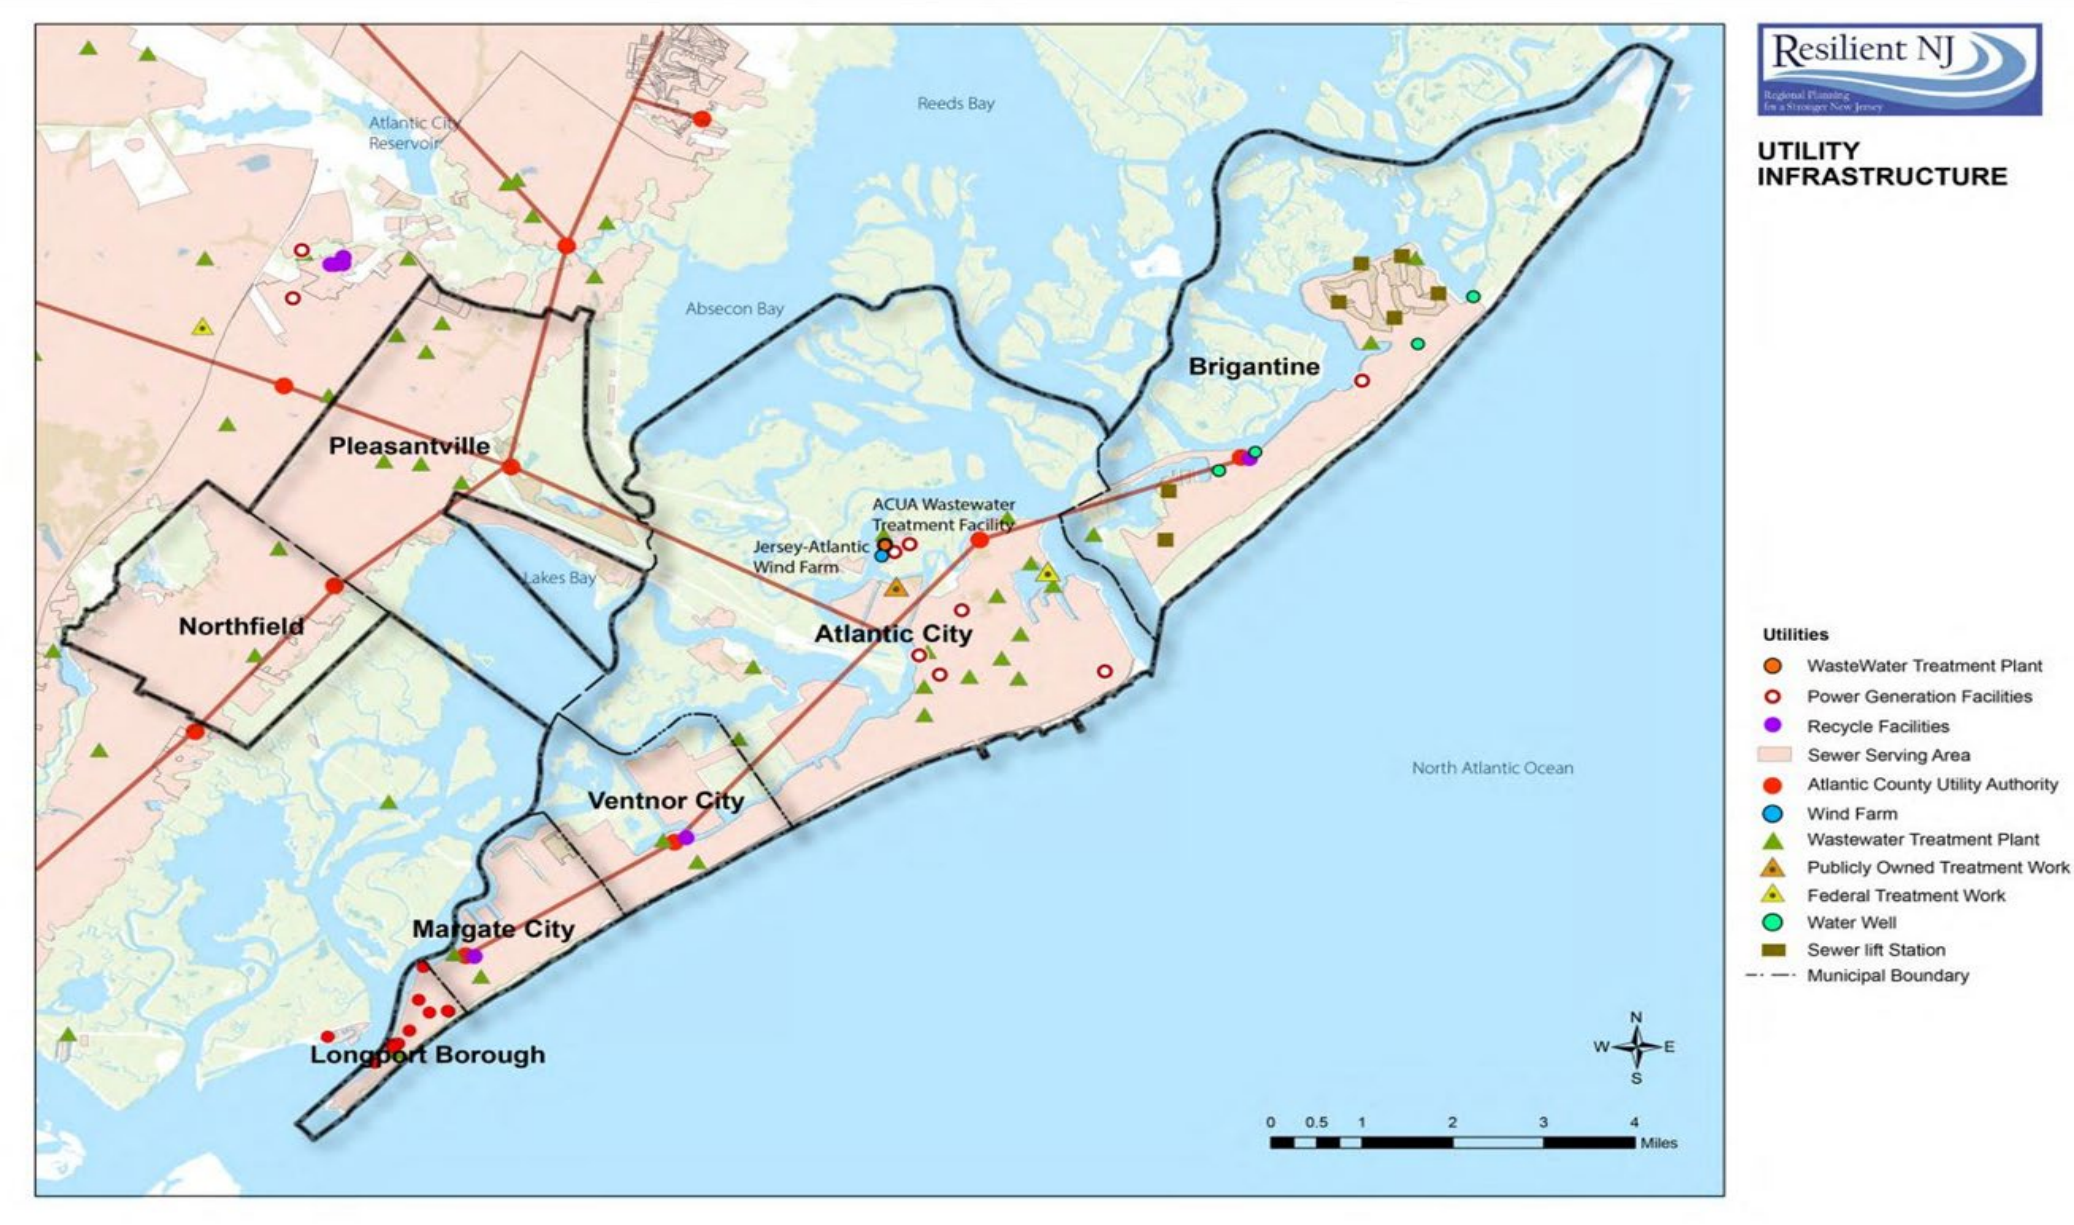 Resilient NJ
Regional Planning
for a Stronger New Jersey
UTILITY
INFRASTRUCTURE
Reeds Bay
Atlantic City
Reservoir
Absecon Bay
Brigantine
Pleasantville
ACUA Wastewater
Treatment Facility
Jersey-Atlantic
Wind Farm
Lakes Bay
Northfield
Atlantic City
North Atlantic Ocean
Ventnor City
Margate City
Longport Borough
Utilities
WasteWater Treatment Plant
Power Generation Facilities
Recycle Facilities
Sewer Serving Area
Atlantic County Utility Authority
Wind Farm
Wastewater Treatment Plant
Publicly Owned Treatment Work
Federal Treatment Work
Water Well
Sewer lift Station
Municipal Boundary
N
W E
S
0 0.5 1 2 3 4
Miles